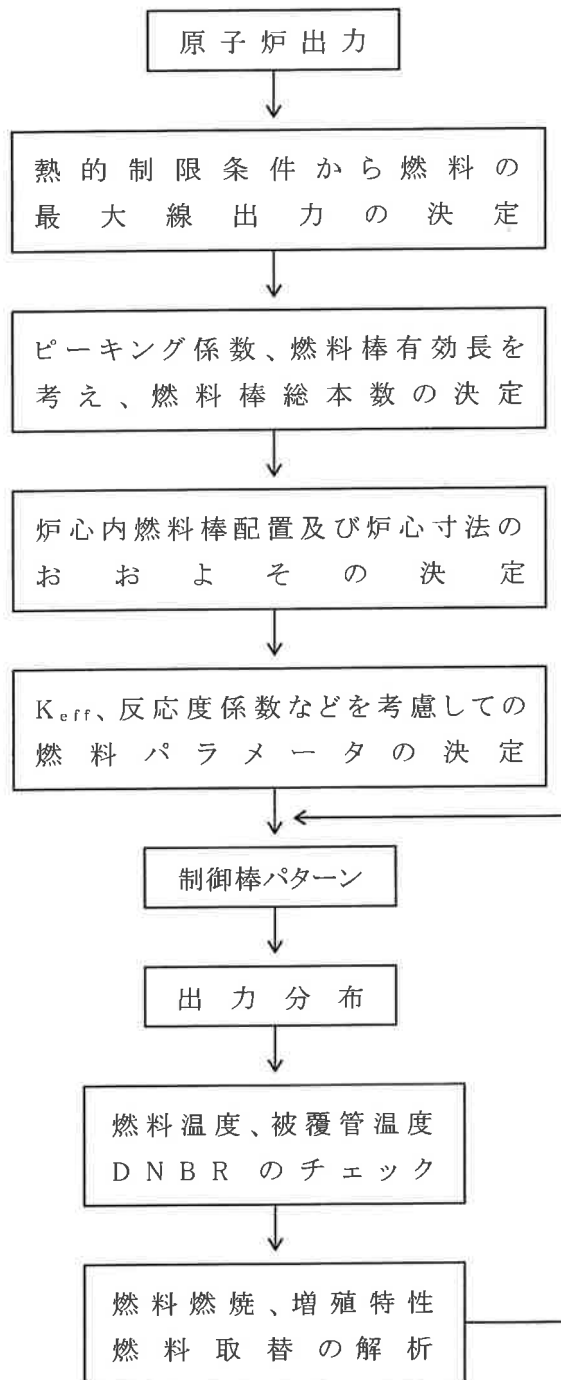 原子炉出力
熱的制限条件から燃料の
最大線出力の決定
ピーキング係数、燃料棒有効長を
考え、燃料棒総本数の決定
炉心内燃料棒配置及び炉心寸法の
おおよその決定
Keff、反応度係数などを考慮しての
燃料パラメータの決定
制御棒パターン
出力分布
燃料温度、被覆管温度
DNBRのチェック
燃料燃焼、増殖特性
燃料取替の解析